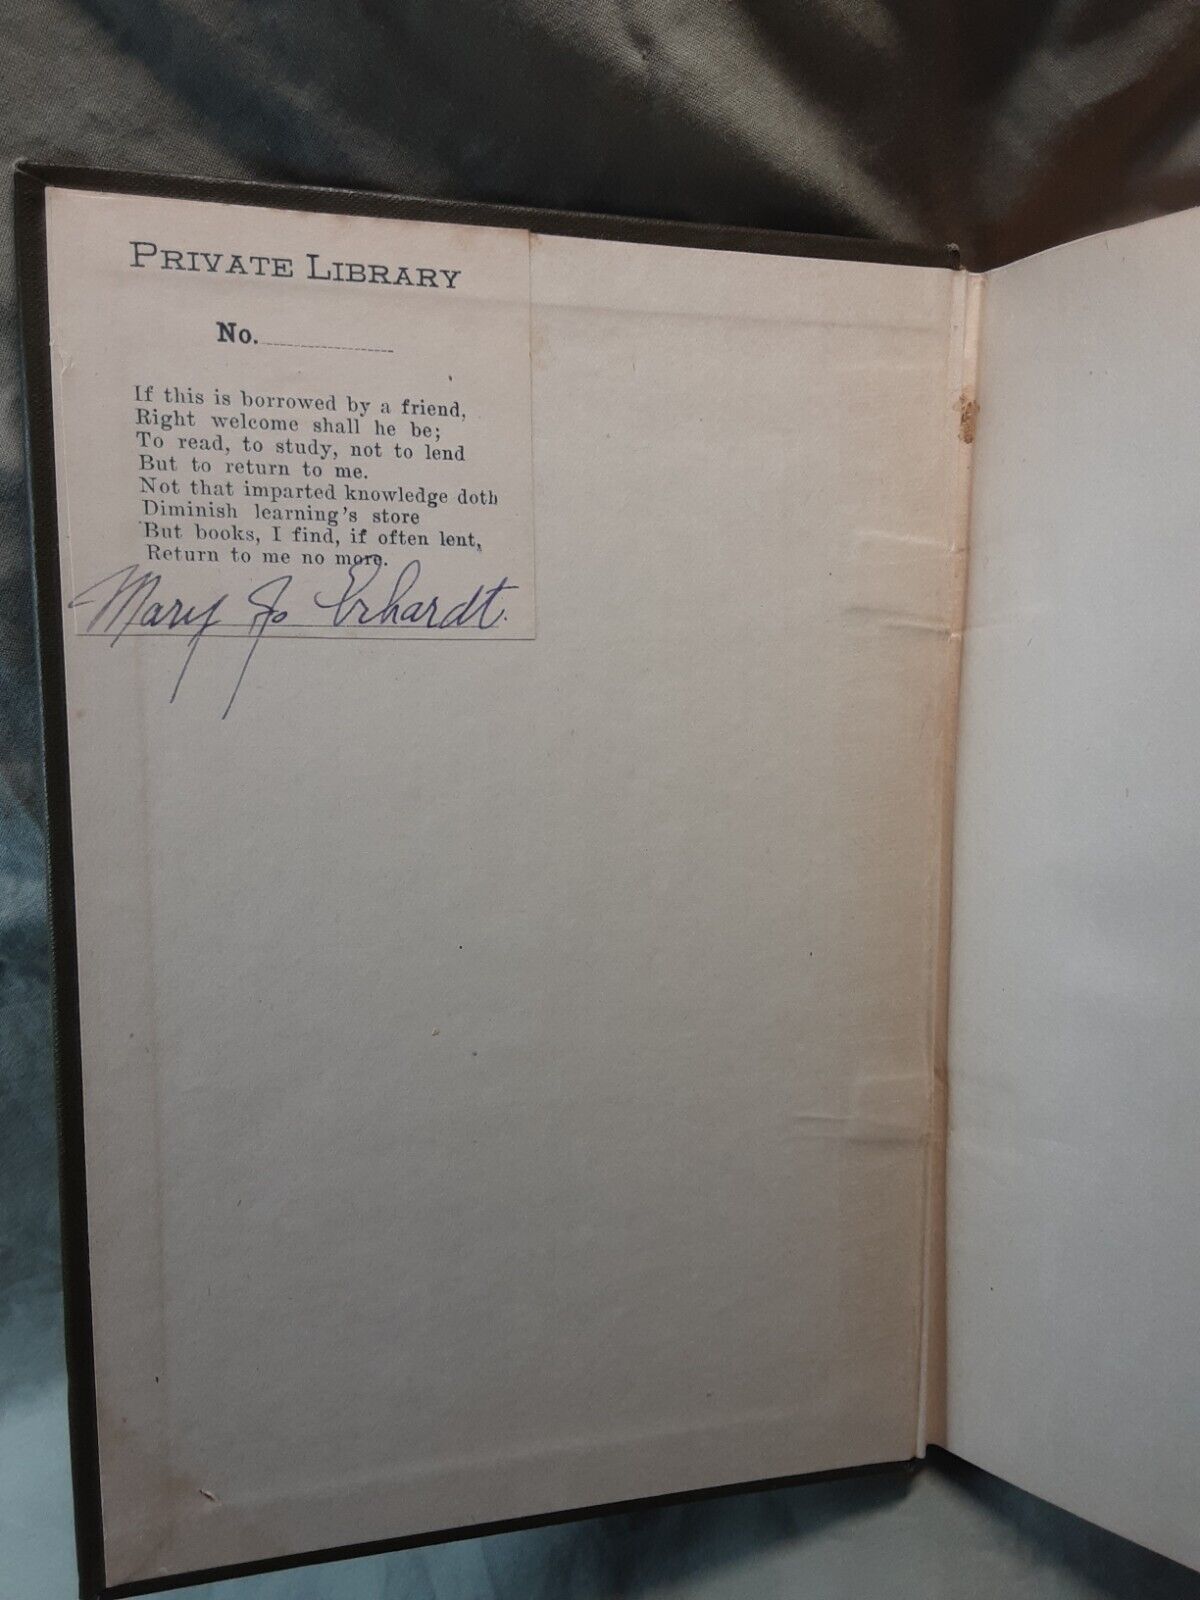 PRIVATE LIBRARY
No.
If this is borrowed by a friend,
Right welcome shall he be;
To read, to study, not to lend
But to return to me.
Not that imparted knowledge doth
Diminish learning's store
But books, I find, if often lent,
Return to me no more.
Mary Jo Erhardt.